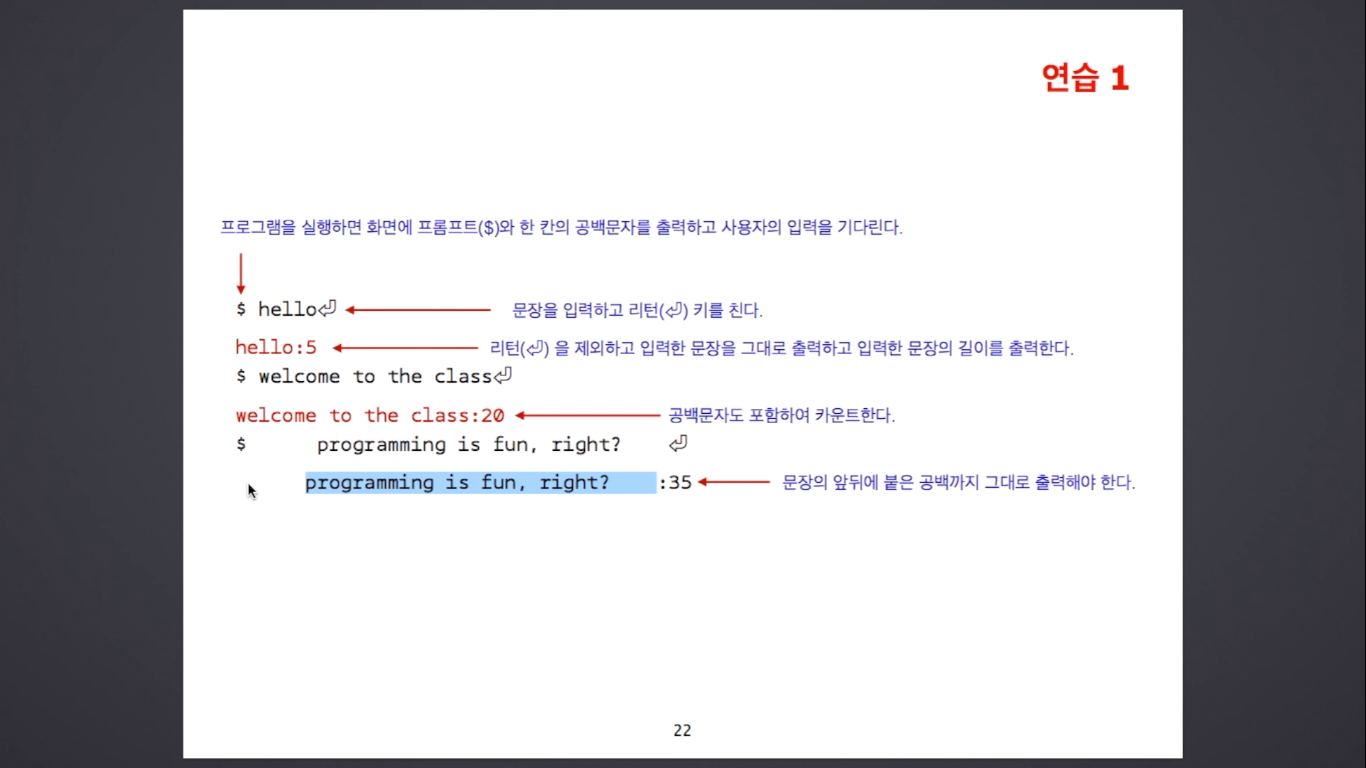 연습 1
프로그램을 실행하면 화면에 프롬프트($)와 한 칸의 공백문자를 출력하고 사용자의 입력을 기다린다.
$ hello⏎ 문장을 입력하고 리턴(⏎) 키를 친다.
hello:5 리턴(⏎) 을 제외하고 입력한 문장을 그대로 출력하고 입력한 문장의 길이를 출력한다.
$ welcome to the class⏎
welcome to the class:20 공백문자도 포함하여 카운트한다.
$      programming is fun, right?    ⏎
      programming is fun, right?    :35 문장의 앞뒤에 붙은 공백까지 그대로 출력해야 한다.
22